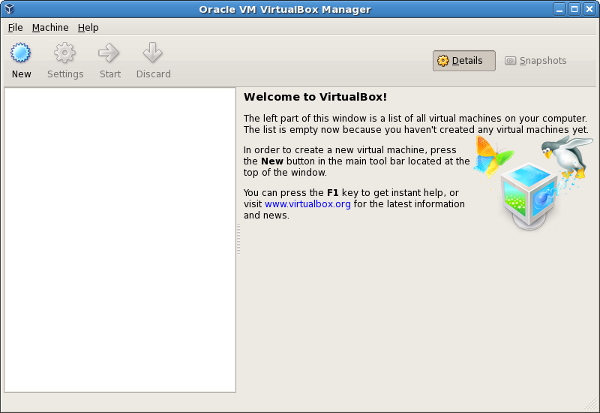 Oracle VM VirtualBox Manager
File Machine Help
New Settings Start Discard
Details Snapshots
Welcome to VirtualBox!
The left part of this window is a list of all virtual machines on your computer.
The list is empty now because you haven't created any virtual machines yet.
In order to create a new virtual machine, press
the New button in the main tool bar located at the
top of the window.
You can press the F1 key to get instant help, or
visit www.virtualbox.org for the latest information
and news.